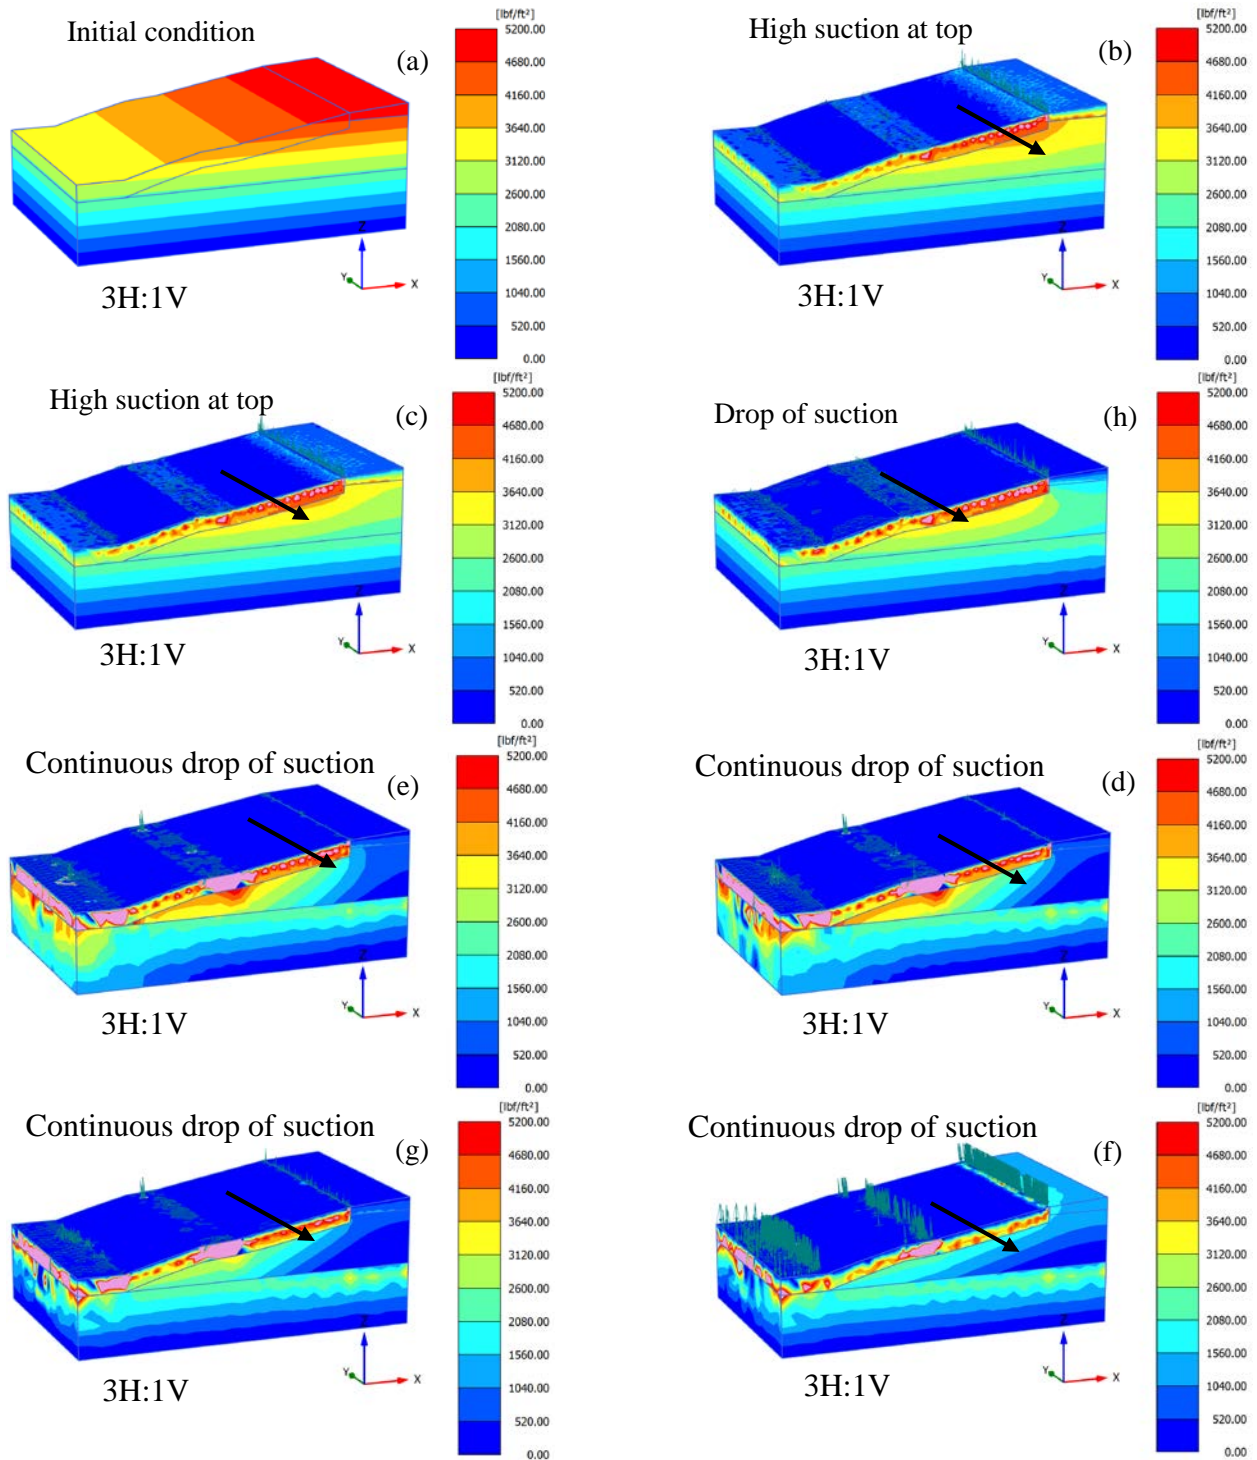 Initial condition
(a)
[lbf/ft²]
5200.00
4680.00
4160.00
3640.00
3120.00
2600.00
2080.00
1560.00
1040.00
520.00
0.00
Z
Y
X
3H:1V
High suction at top
(b)
[lbf/ft²]
5200.00
4680.00
4160.00
3640.00
3120.00
2600.00
2080.00
1560.00
1040.00
520.00
0.00
Z
Y
X
3H:1V
High suction at top
(c)
[lbf/ft²]
5200.00
4680.00
4160.00
3640.00
3120.00
2600.00
2080.00
1560.00
1040.00
520.00
0.00
Z
Y
X
3H:1V
Drop of suction
(h)
[lbf/ft²]
5200.00
4680.00
4160.00
3640.00
3120.00
2600.00
2080.00
1560.00
1040.00
520.00
0.00
Z
Y
X
3H:1V
Continuous drop of suction
(e)
[lbf/ft²]
5200.00
4680.00
4160.00
3640.00
3120.00
2600.00
2080.00
1560.00
1040.00
520.00
0.00
Z
Y
X
3H:1V
Continuous drop of suction
(d)
[lbf/ft²]
5200.00
4680.00
4160.00
3640.00
3120.00
2600.00
2080.00
1560.00
1040.00
520.00
0.00
Z
Y
X
3H:1V
Continuous drop of suction
(g)
[lbf/ft²]
5200.00
4680.00
4160.00
3640.00
3120.00
2600.00
2080.00
1560.00
1040.00
520.00
0.00
Z
Y
X
3H:1V
Continuous drop of suction
(f)
[lbf/ft²]
5200.00
4680.00
4160.00
3640.00
3120.00
2600.00
2080.00
1560.00
1040.00
520.00
0.00
Z
Y
X
3H:1V